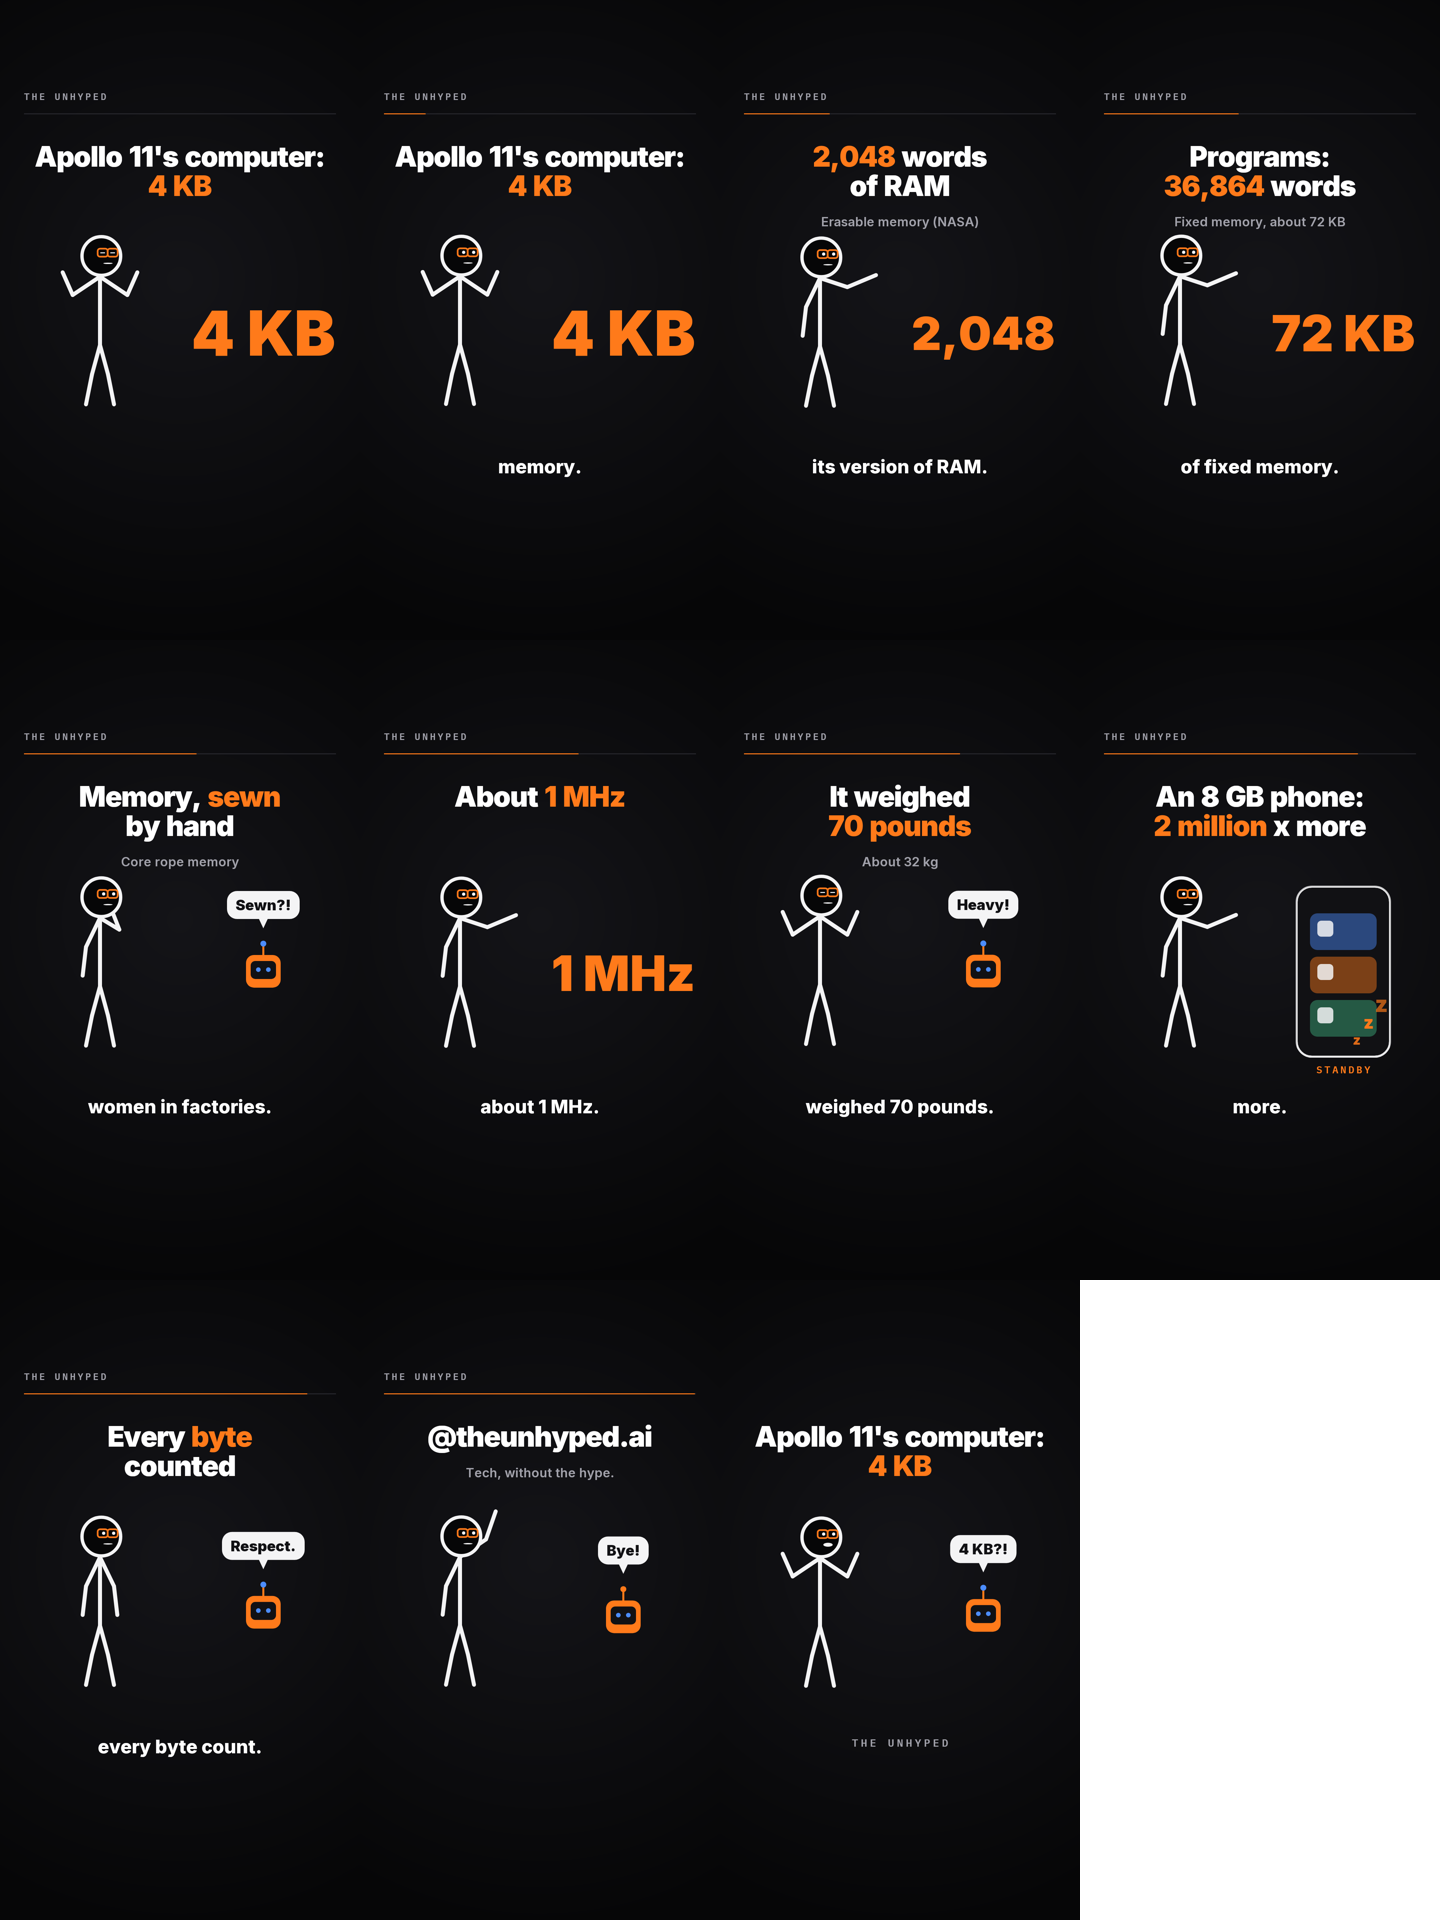 THE UNHYPED
Apollo 11's computer:
4 KB
4 KB
THE UNHYPED
Apollo 11's computer:
4 KB
4 KB
memory.
THE UNHYPED
2,048 words
of RAM
Erasable memory (NASA)
2,048
its version of RAM.
THE UNHYPED
Programs:
36,864 words
Fixed memory, about 72 KB
72 KB
of fixed memory.
THE UNHYPED
Memory, sewn
by hand
Core rope memory
Sewn?!
women in factories.
THE UNHYPED
About 1 MHz
1 MHz
about 1 MHz.
THE UNHYPED
It weighed
70 pounds
About 32 kg
Heavy!
weighed 70 pounds.
THE UNHYPED
An 8 GB phone:
2 million x more
z
z
z
STANDBY
more.
THE UNHYPED
Every byte
counted
Respect.
every byte count.
THE UNHYPED
@theunhyped.ai
Tech, without the hype.
Bye!
Apollo 11's computer:
4 KB
4 KB?!
THE UNHYPED